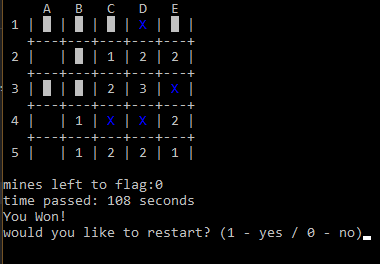 A B C D E
1 | █ | █ | █ | X | █ |
+---+---+---+---+---+
2 | | █ | 1 | 2 | 2 |
+---+---+---+---+---+
3 | █ | █ | 2 | 3 | X |
+---+---+---+---+---+
4 | | 1 | X | X | 2 |
+---+---+---+---+---+
5 | | 1 | 2 | 2 | 1 |
mines left to flag:0
time passed: 108 seconds
You Won!
would you like to restart? (1 - yes / 0 - no)